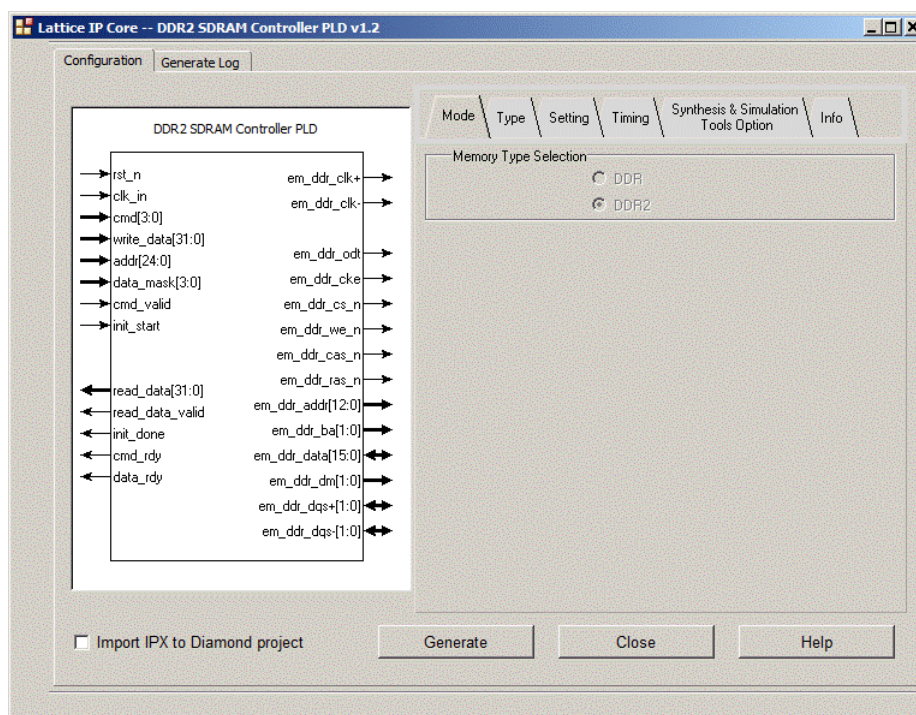 Lattice IP Core -- DDR2 SDRAM Controller PLD v1.2
Configuration
Generate Log
DDR2 SDRAM Controller PLD
rst_n
clk_in
cmd[3:0]
write_data[31:0]
addr[24:0]
data_mask[3:0]
cmd_valid
init_start
read_data[31:0]
read_data_valid
init_done
cmd_rdy
data_rdy
em_ddr_clk+
em_ddr_clk-
em_ddr_odt
em_ddr_cke
em_ddr_cs_n
em_ddr_we_n
em_ddr_cas_n
em_ddr_ras_n
em_ddr_addr[12:0]
em_ddr_ba[1:0]
em_ddr_data[15:0]
em_ddr_dm[1:0]
em_ddr_dqs+[1:0]
em_ddr_dqs-[1:0]
Mode
Type
Setting
Timing
Synthesis & Simulation
Tools Option
Info
Memory Type Selection
DDR
DDR2
Import IPX to Diamond project
Generate
Close
Help